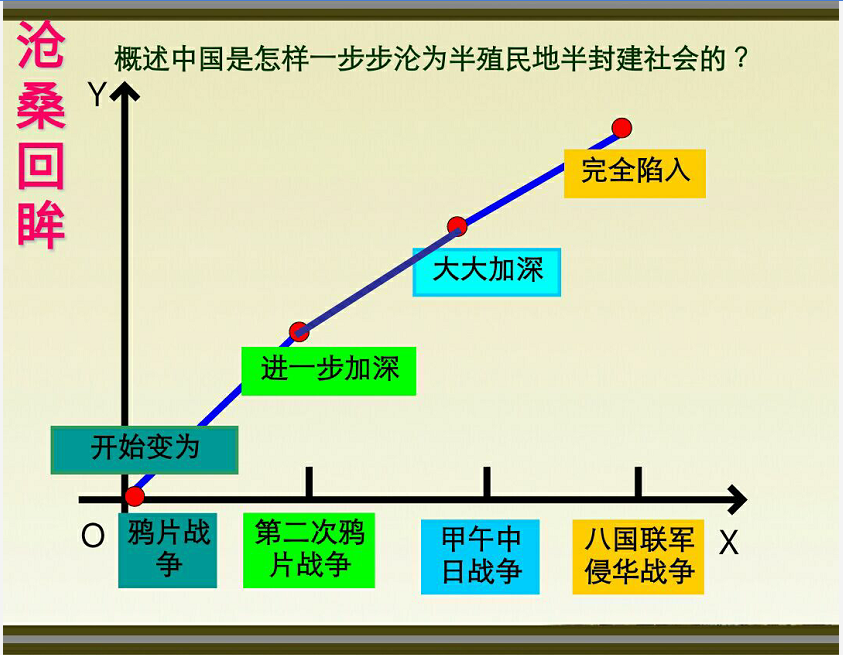 沧桑回眸
概述中国是怎样一步步沦为半殖民地半封建社会的？
Y
完全陷入
大大加深
进一步加深
开始变为
O
鸦片战
争
第二次鸦
片战争
甲午中
日战争
八国联军
侵华战争
X